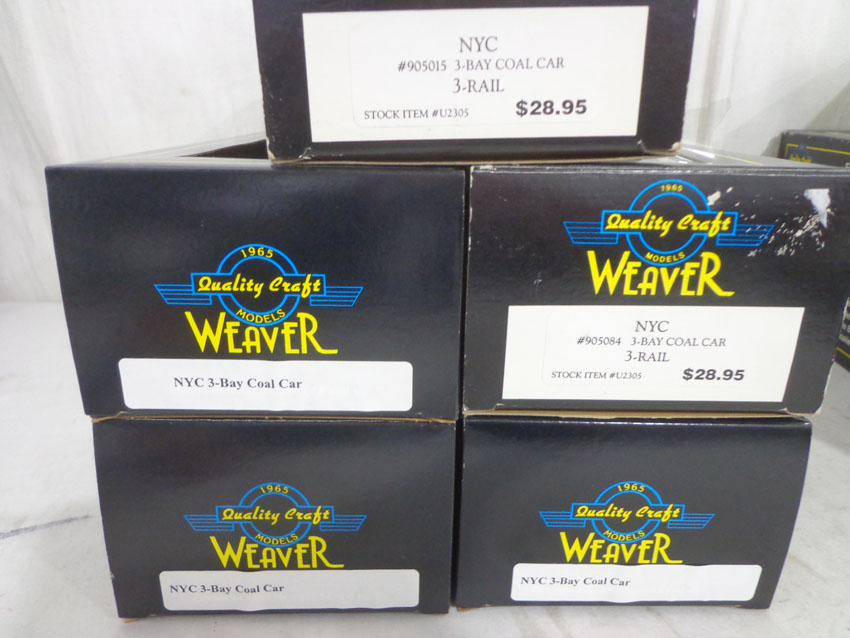 NYC
#905015 3-BAY COAL CAR
3-RAIL
STOCK ITEM #U2305 $28.95
1965
Quality Craft
MODELS
WEAVER
NYC 3-Bay Coal Car
1965
Quality Craft
MODELS
WEAVER
NYC
#905084 3-BAY COAL CAR
3-RAIL
STOCK ITEM #U2305 $28.95
1965
Quality Craft
MODELS
WEAVER
NYC 3-Bay Coal Car
1965
Quality Craft
MODELS
WEAVER
NYC 3-Bay Coal Car